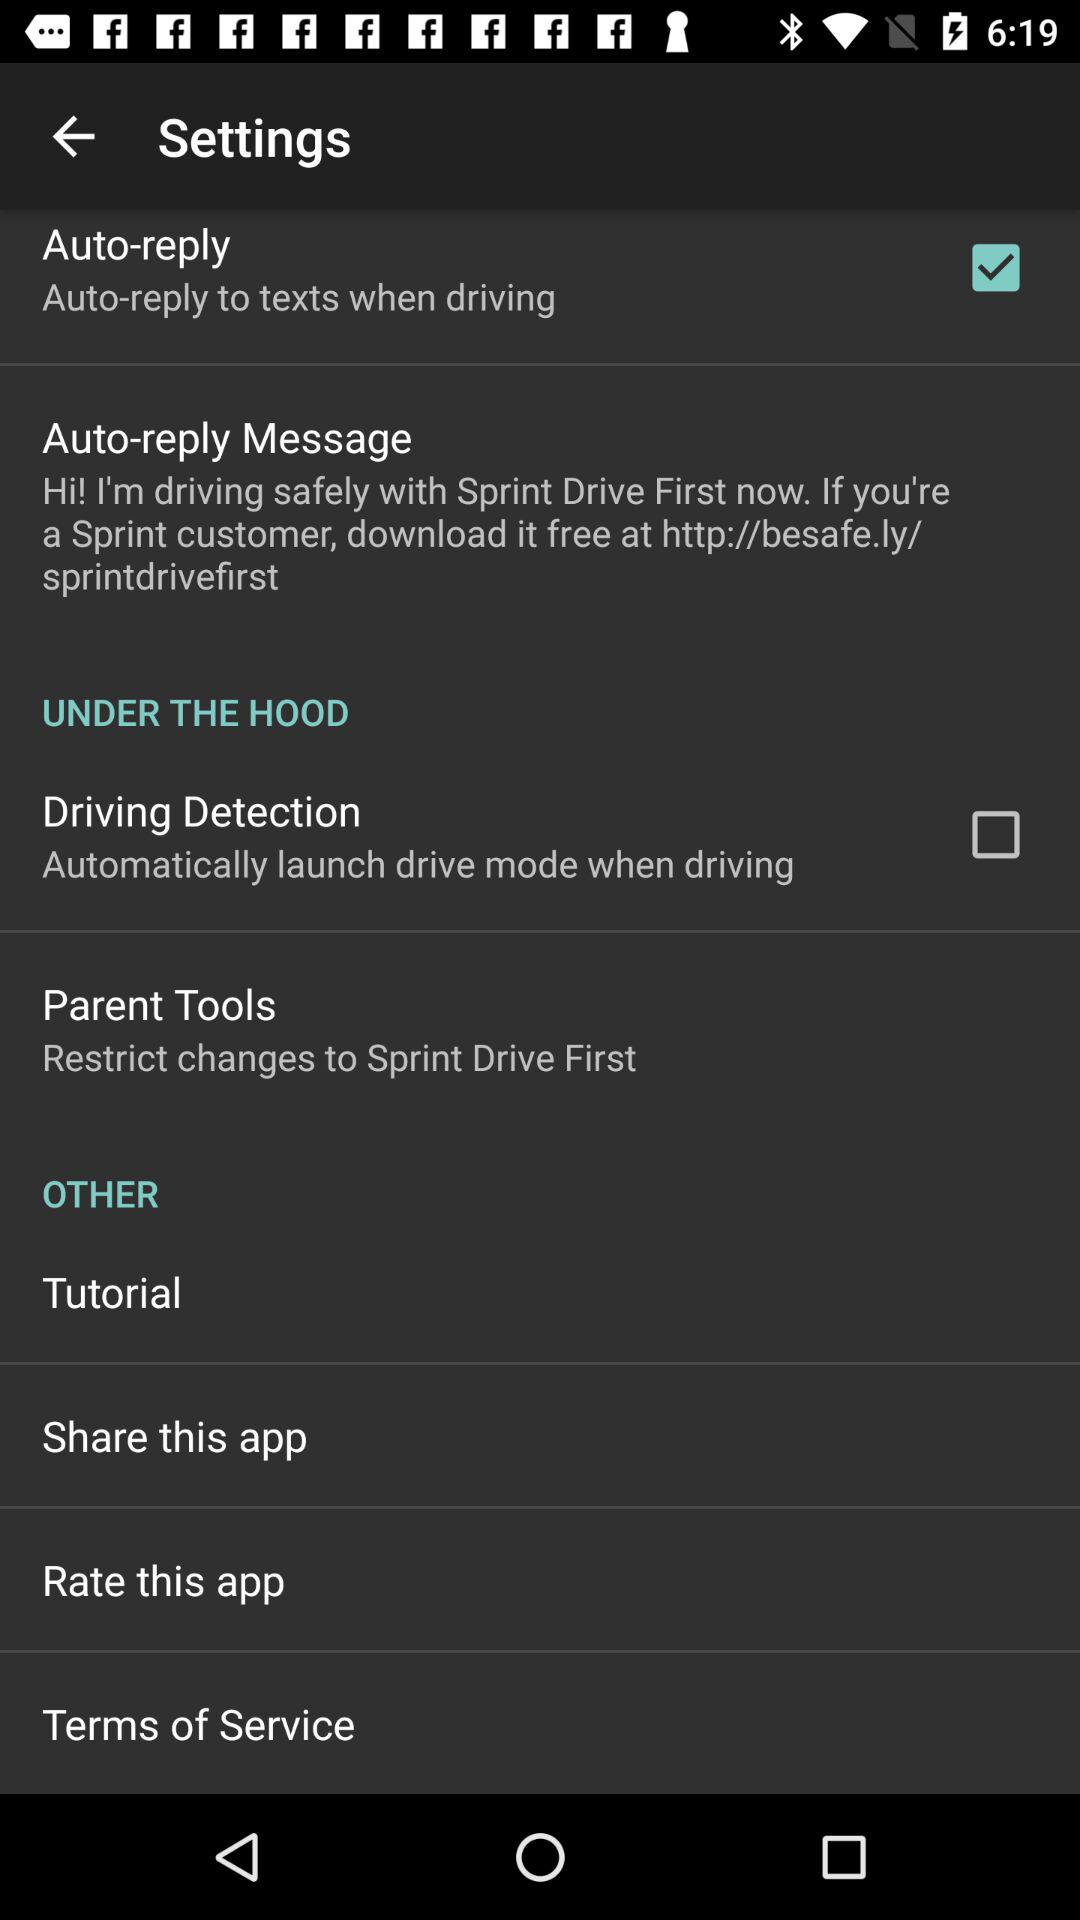 6:19
Settings
Auto-reply
Auto-reply to texts when driving
Auto-reply Message
Hi! I'm driving safely with Sprint Drive First now. If you're
a Sprint customer, download it free at http://besafe.ly/
sprintdrivefirst
UNDER THE HOOD
Driving Detection
Automatically launch drive mode when driving
Parent Tools
Restrict changes to Sprint Drive First
OTHER
Tutorial
Share this app
Rate this app
Terms of Service